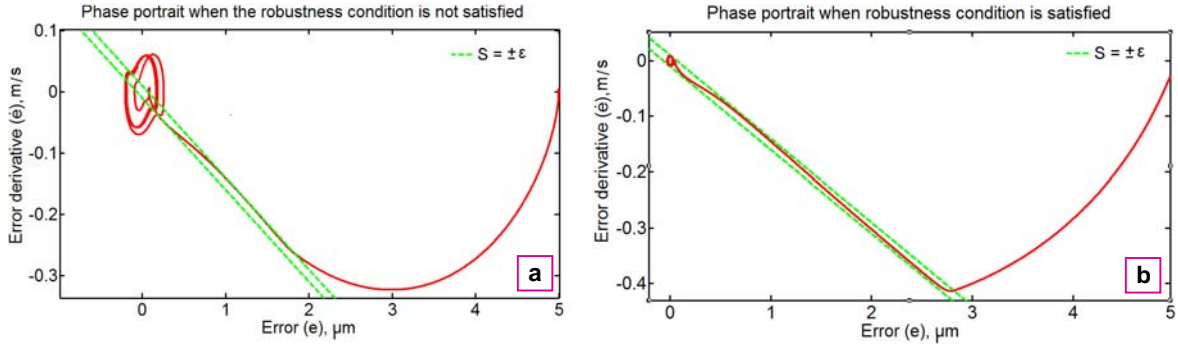 Phase portrait when the robustness condition is not satisfied
0.1
0
-0.1
-0.2
-0.3
Error derivative (ė), m/s
S = ± ε
a
0 1 2 3 4 5
Error (e), µm
Phase portrait when robustness condition is satisfied
0
-0.1
-0.2
-0.3
-0.4
Error derivative (ė), m/s
S = ± ε
b
0 1 2 3 4 5
Error (e), µm